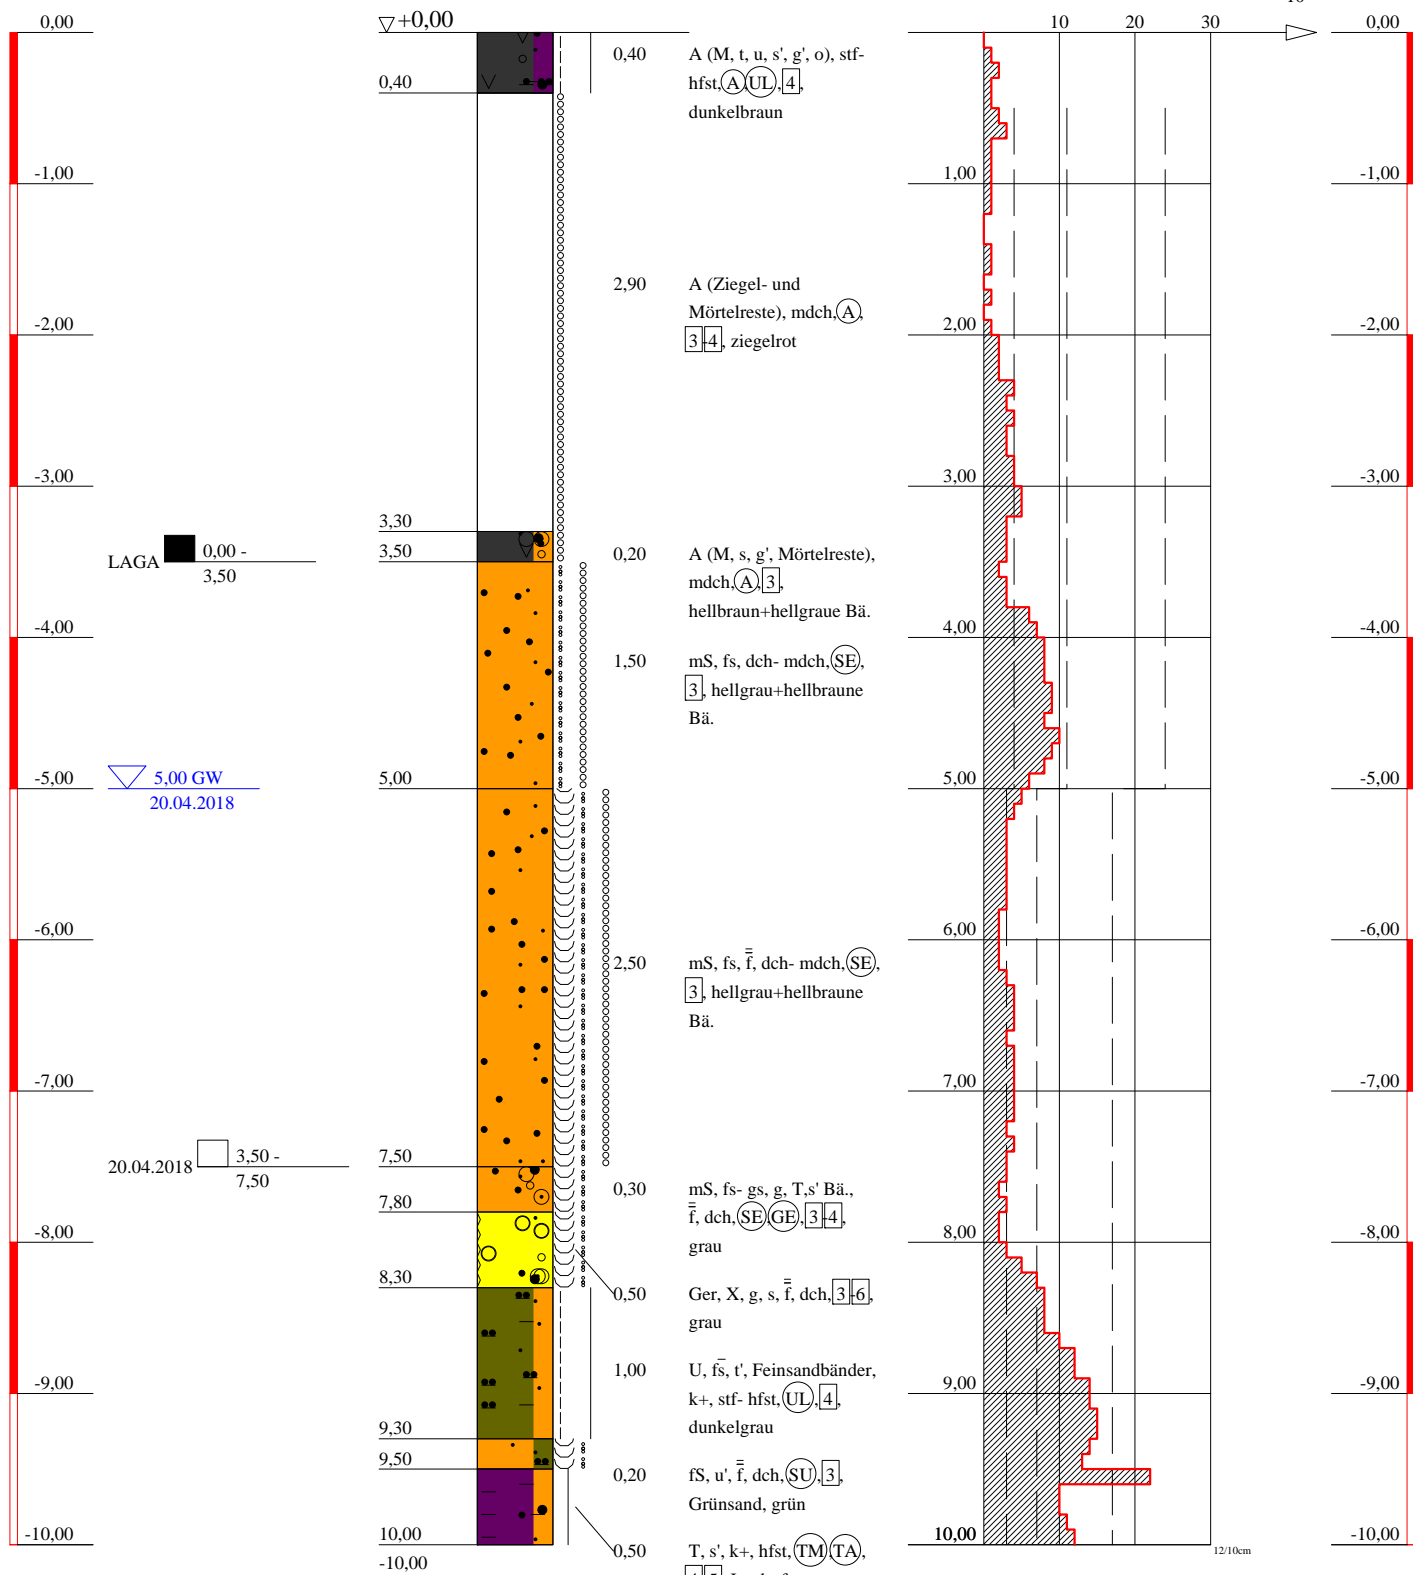 0,00
+0,00
10
20
30
0,00
0,40
A (M, t, u, s', g', o), stf-
hfst, A, UL, 4,
dunkelbraun
0,40
-1,00
1,00
-1,00
2,90
A (Ziegel- und
Mörtelreste), mdch, A,
3-4, ziegelrot
-2,00
2,00
-2,00
-3,00
3,00
-3,00
3,30
LAGA
0,00 -
3,50
3,50
0,20
A (M, s, g', Mörtelreste),
mdch, A, 3,
hellbraun+hellgraue Bä.
-4,00
4,00
-4,00
1,50
mS, fs, dch- mdch, SE,
3, hellgrau+hellbraune
Bä.
5,00 GW
20.04.2018
-5,00
5,00
5,00
-5,00
-6,00
6,00
-6,00
2,50
mS, fs, f̿, dch- mdch, SE,
3, hellgrau+hellbraune
Bä.
-7,00
7,00
-7,00
20.04.2018
3,50 -
7,50
7,50
7,80
0,30
mS, fs- gs, g, T,s' Bä.,
f̿, dch, SE, GE, 3-4,
grau
-8,00
8,00
-8,00
8,30
0,50
Ger, X, g, s, f̿, dch, 3-6,
grau
1,00
U, fs̄, t', Feinsandbänder,
k+, stf- hfst, UL, 4,
dunkelgrau
-9,00
9,00
-9,00
9,30
9,50
0,20
fS, u', f̿, dch, SU, 3,
Grünsand, grün
-10,00
10,00
-10,00
0,50
T, s', k+, hfst, TM, TA,
10,00
12/10cm
-10,00